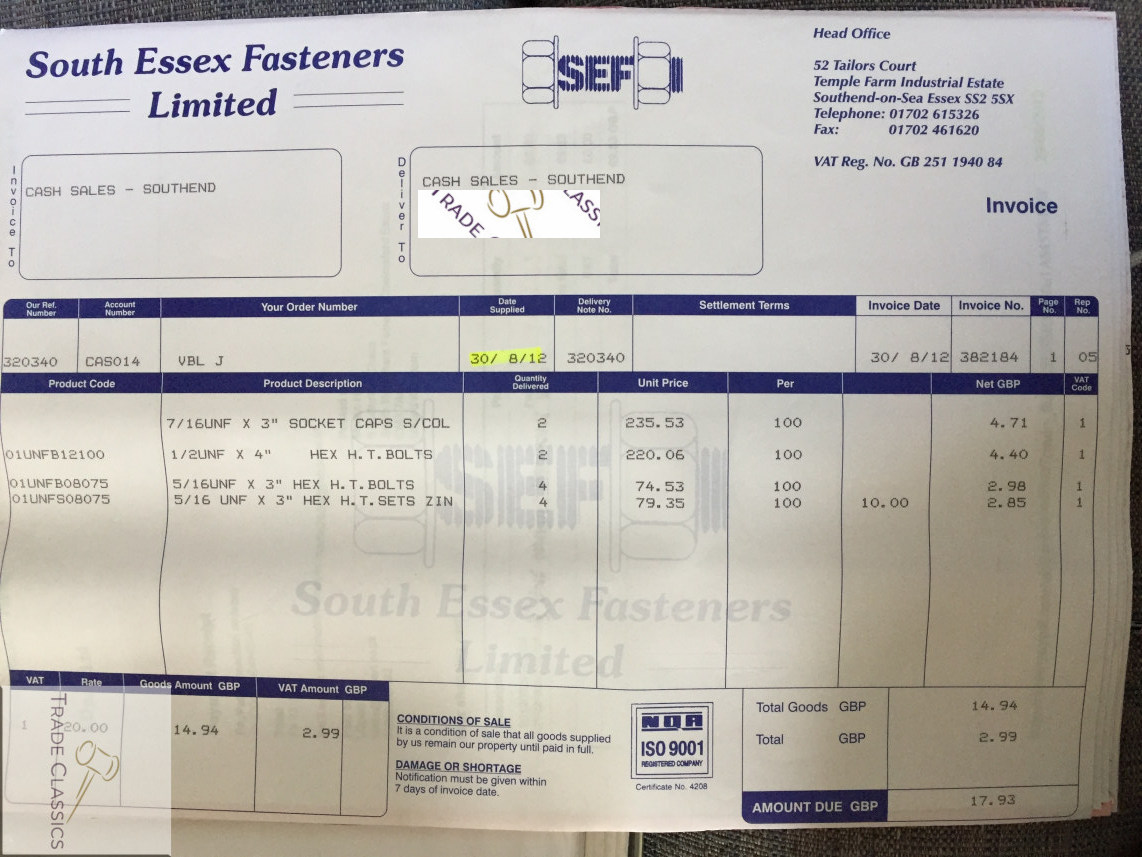 South Essex Fasteners
Limited
SEF
Head Office
52 Tailors Court
Temple Farm Industrial Estate
Southend-on-Sea Essex SS2 5SX
Telephone: 01702 615326
Fax: 01702 461620
VAT Reg. No. GB 251 1940 84
Invoice
Invoice To
CASH SALES - SOUTHEND
Deliver To
CASH SALES - SOUTHEND
TRADE C
LASS
Our Ref. Number Account Number Your Order Number Date Supplied Delivery Note No. Settlement Terms Invoice Date Invoice No. Page No. Rep No.
320340 CAS014 VBL J 30/ 8/12 320340 30/ 8/12 382184 1 05
Product Code Product Description Quantity Delivered Unit Price Per Net GBP VAT Code
7/16UNF X 3" SOCKET CAPS S/COL 2 235.53 100 4.71 1
01UNFB12100 1/2UNF X 4" HEX H.T.BOLTS 2 220.06 100 4.40 1
01UNFB08075 5/16UNF X 3" HEX H.T.BOLTS 4 74.53 100 2.98 1
01UNFS08075 5/16 UNF X 3" HEX H.T.SETS ZIN 4 79.35 100 10.00 2.85 1
SEF
South Essex Fasteners
Limited
VAT Rate Goods Amount GBP VAT Amount GBP
1 20.00 14.94 2.99
TRADE CLASSICS
CONDITIONS OF SALE
It is a condition of sale that all goods supplied
by us remain our property until paid in full.
DAMAGE OR SHORTAGE
Notification must be given within
7 days of invoice date.
NQA
ISO 9001
REGISTERED COMPANY
Certificate No. 4208
Total Goods GBP 14.94
Total GBP 2.99
AMOUNT DUE GBP 17.93